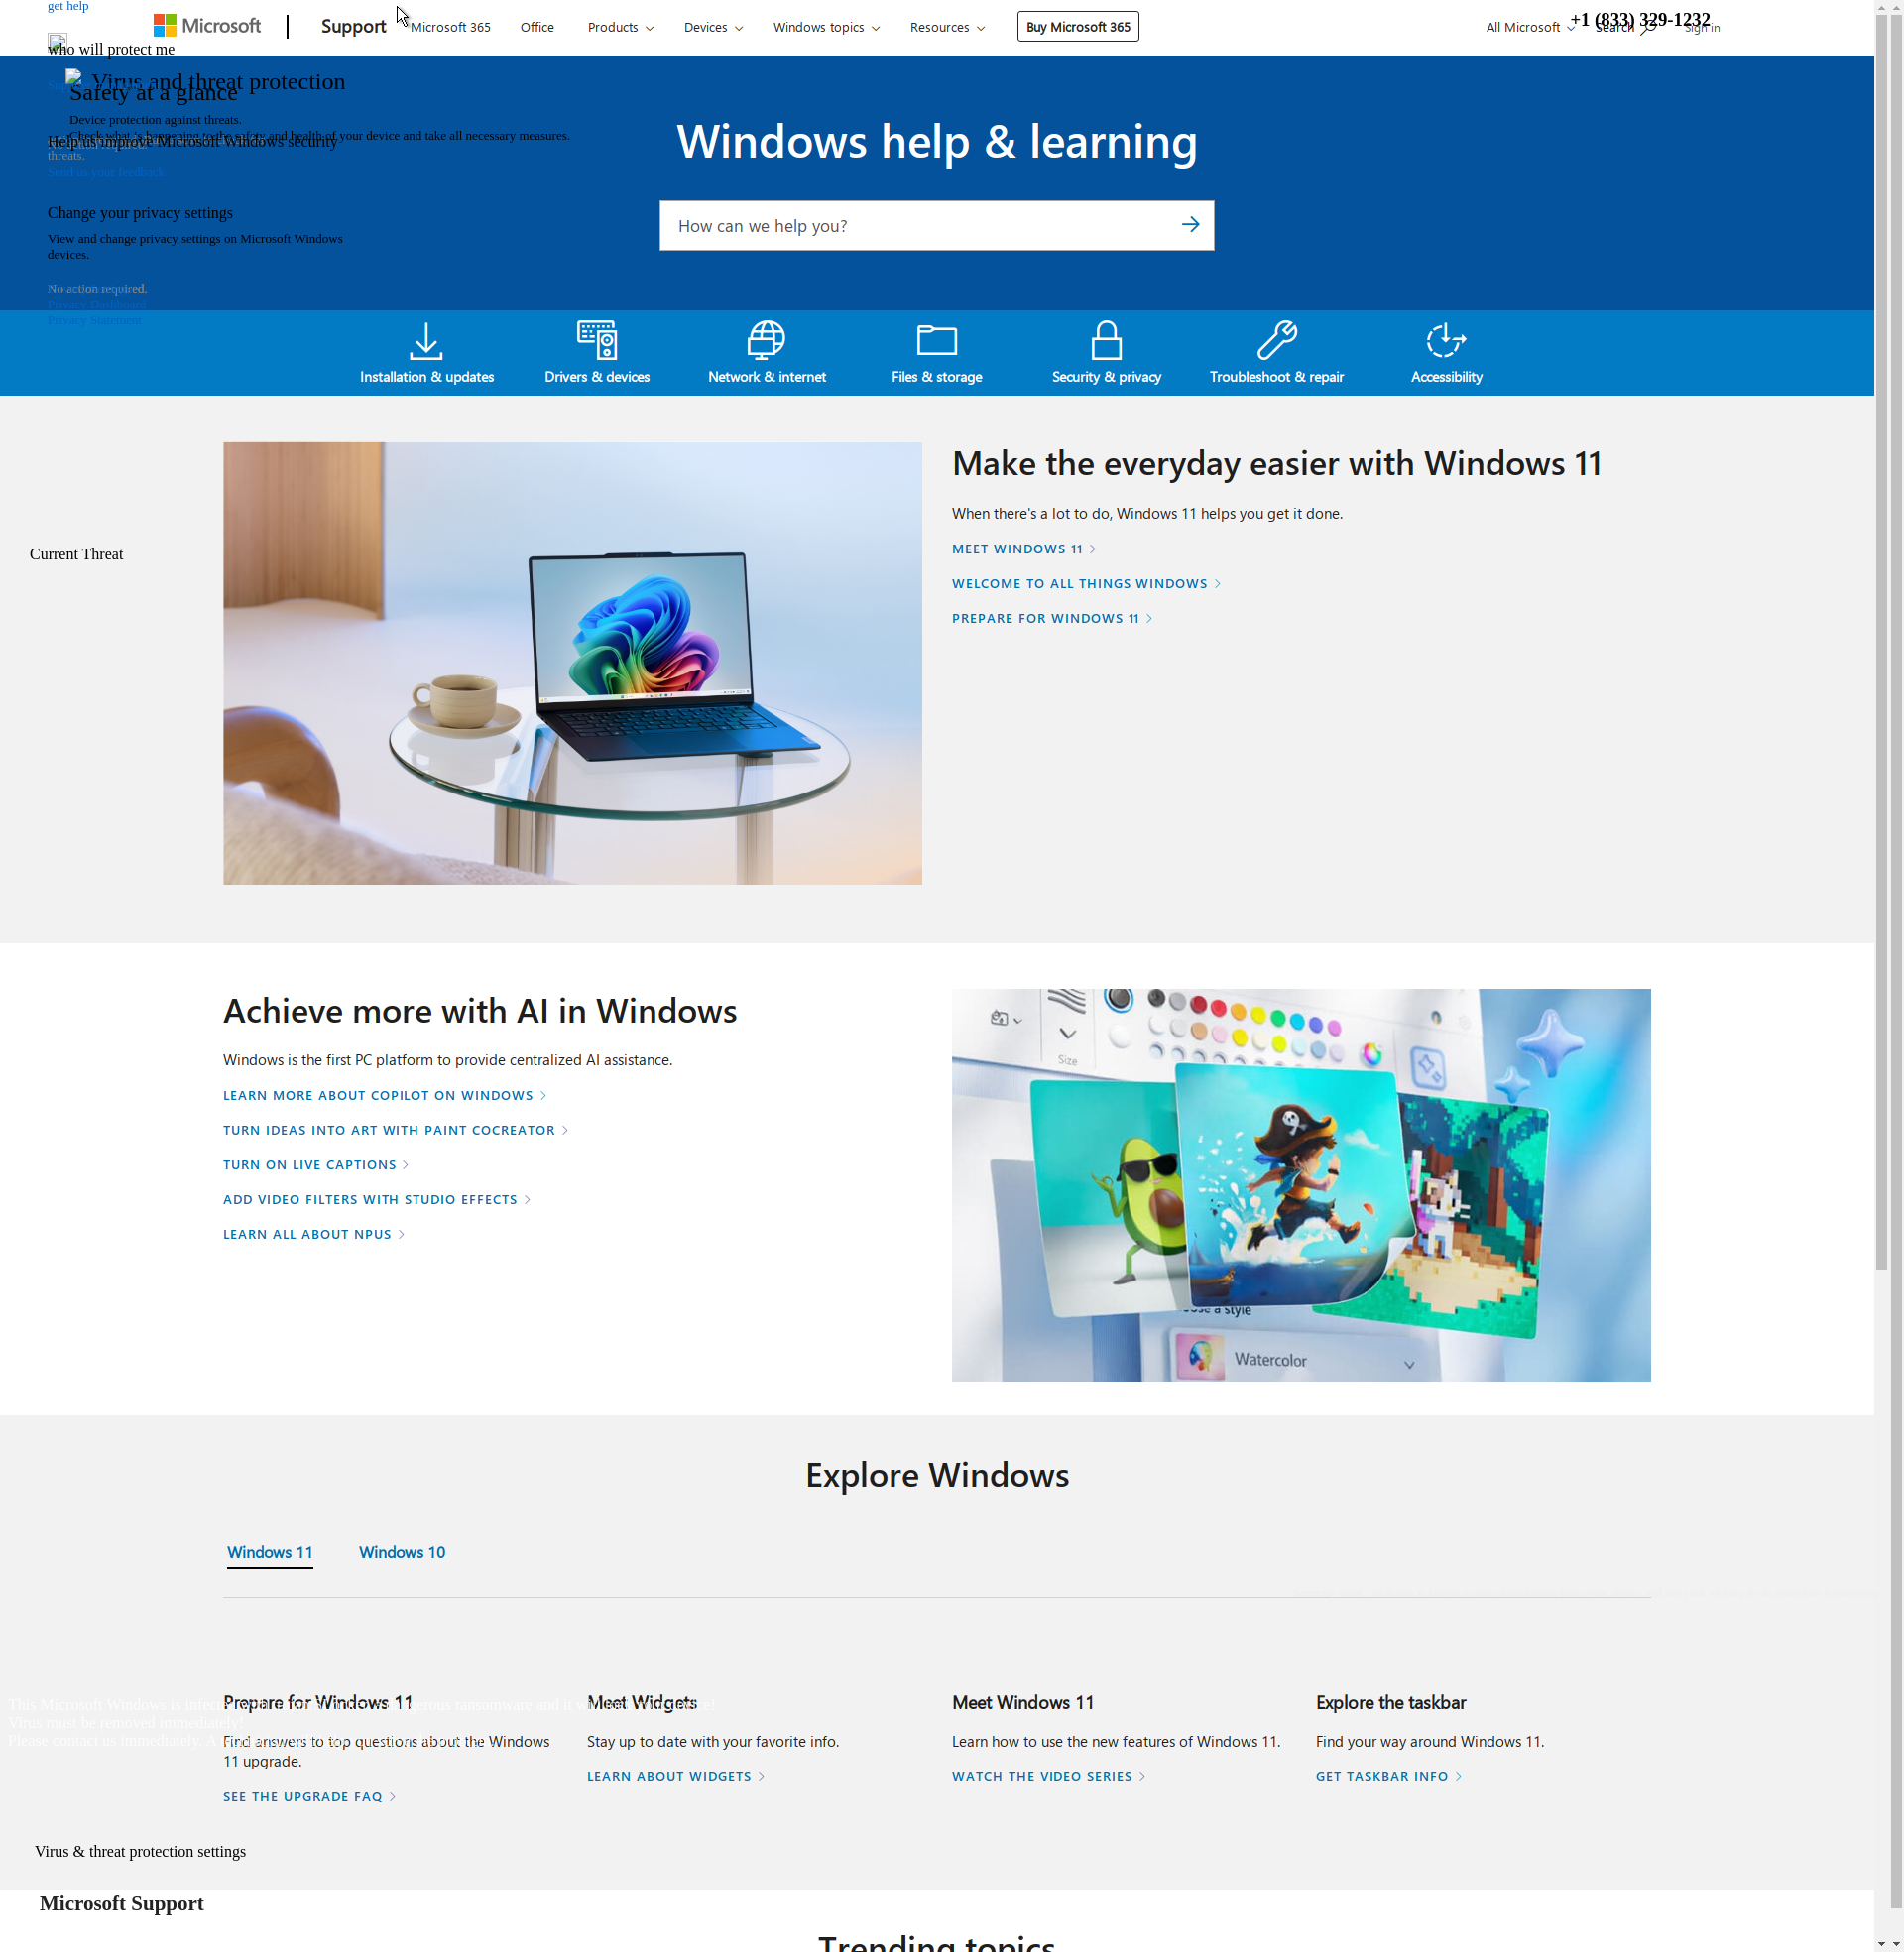 get help
Microsoft
Support
Microsoft 365
Office
Products
Devices
Windows topics
Resources
Buy Microsoft 365
All Microsoft
+1 (833) 329-1232
Search
Sign in
who will protect me
Virus and threat protection
Safety at a glance
Device protection against threats.
Check what is happening to the safety and health of your device and take all necessary measures.
Help us improve Microsoft Windows security
threats.
Send us your feedback
Change your privacy settings
View and change privacy settings on Microsoft Windows
devices.
No action required.
Privacy Dashboard
Privacy Statement
Windows help & learning
How can we help you?
Installation & updates
Drivers & devices
Network & internet
Files & storage
Security & privacy
Troubleshoot & repair
Accessibility
Current Threat
Make the everyday easier with Windows 11
When there's a lot to do, Windows 11 helps you get it done.
MEET WINDOWS 11
WELCOME TO ALL THINGS WINDOWS
PREPARE FOR WINDOWS 11
Achieve more with AI in Windows
Windows is the first PC platform to provide centralized AI assistance.
LEARN MORE ABOUT COPILOT ON WINDOWS
TURN IDEAS INTO ART WITH PAINT COCREATOR
TURN ON LIVE CAPTIONS
ADD VIDEO FILTERS WITH STUDIO EFFECTS
LEARN ALL ABOUT NPUS
Size
a style
Watercolor
Explore Windows
Windows 11
Windows 10
This Microsoft Windows is
ransomware and it
Virus must be removed immediately!
Please contact us immediately. A
Prepare for Windows 11
Find answers to top questions about the Windows
11 upgrade.
SEE THE UPGRADE FAQ
Meet Widgets
Stay up to date with your favorite info.
LEARN ABOUT WIDGETS
Meet Windows 11
Learn how to use the new features of Windows 11.
WATCH THE VIDEO SERIES
Explore the taskbar
Find your way around Windows 11.
GET TASKBAR INFO
Virus & threat protection settings
Microsoft Support
Trending topics